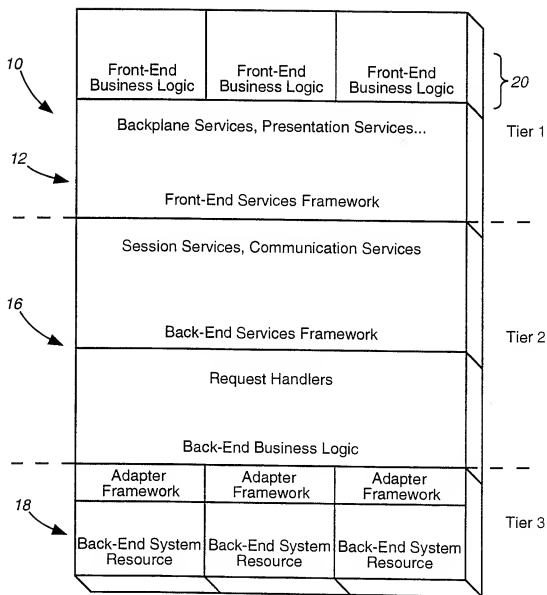 Front-End Business Logic
Front-End Business Logic
Front-End Business Logic
20
10
Backplane Services, Presentation Services...
Tier 1
12
Front-End Services Framework
Session Services, Communication Services
16
Back-End Services Framework
Tier 2
Request Handlers
Back-End Business Logic
Adapter Framework
Adapter Framework
Adapter Framework
18
Tier 3
Back-End System Resource
Back-End System Resource
Back-End System Resource